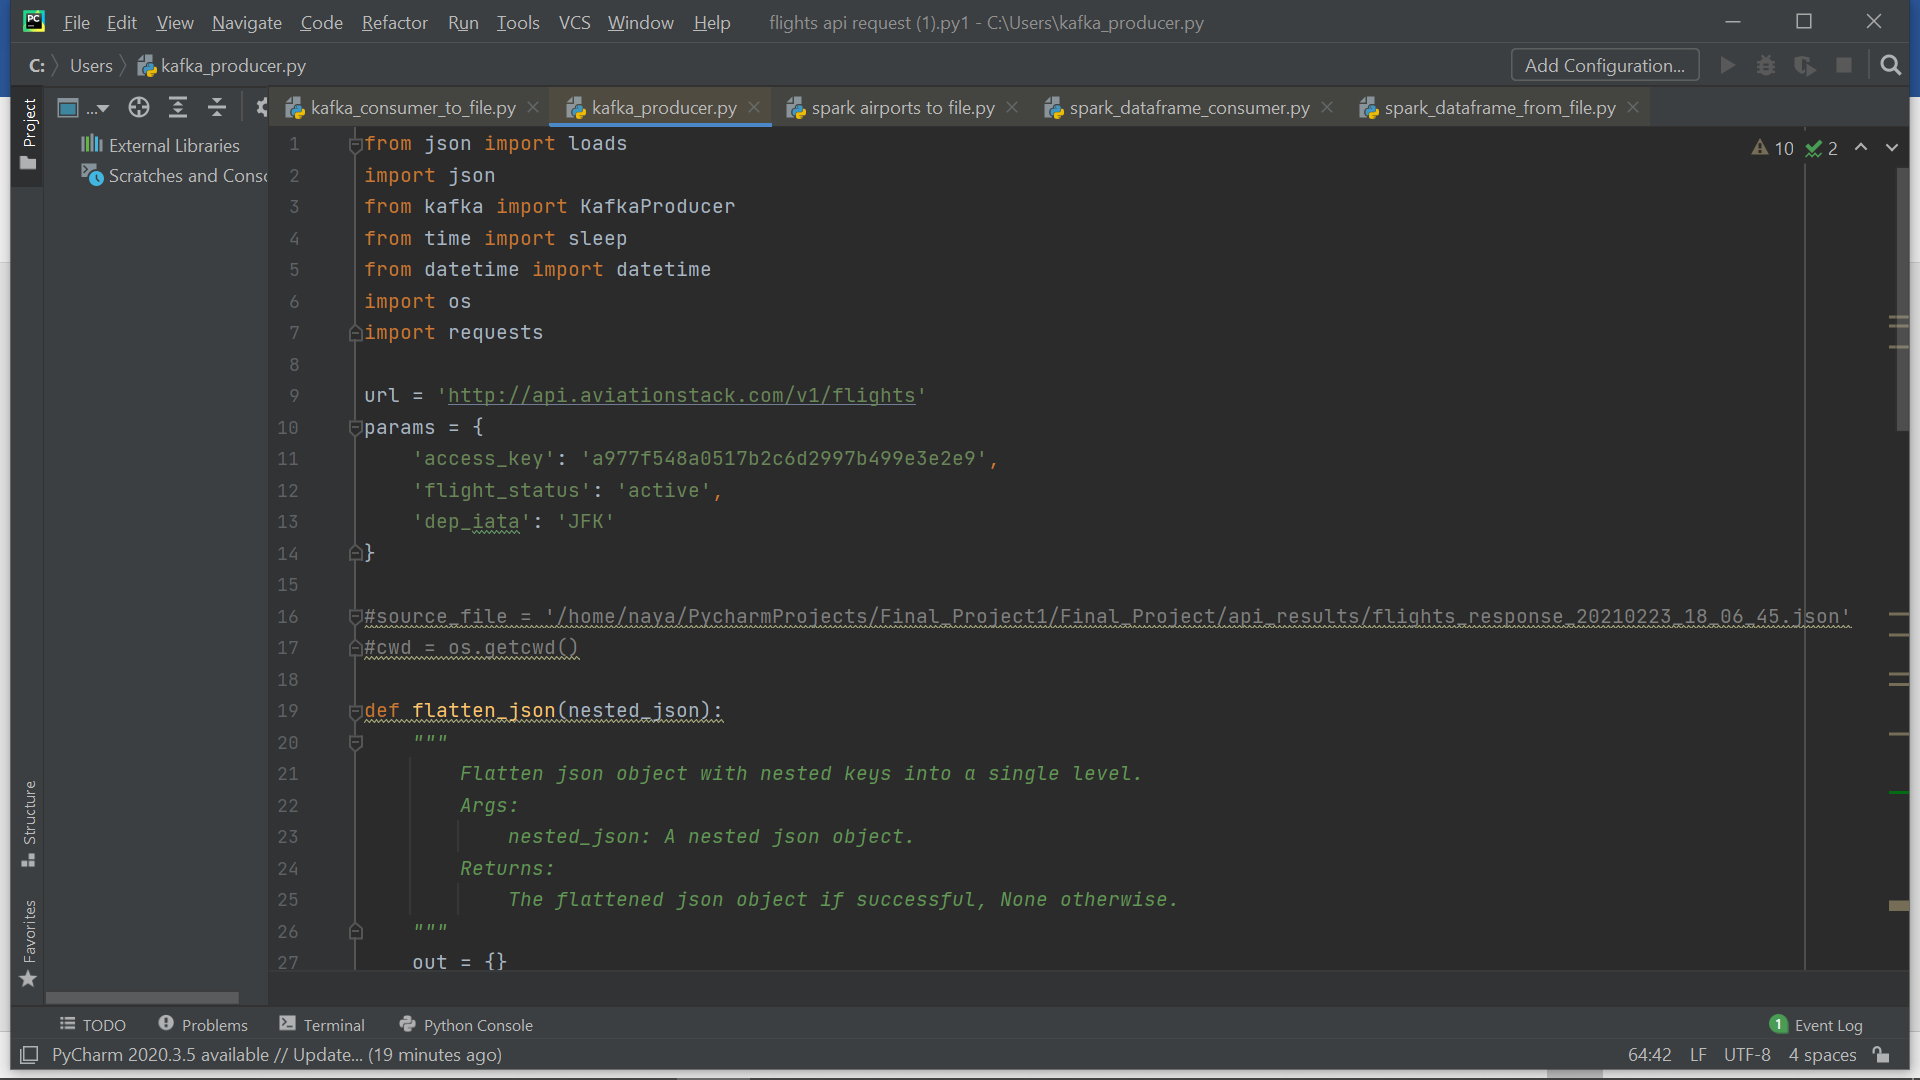 PC File Edit View Navigate Code Refactor Run Tools VCS Window Help flights api request (1).py1 - C:\Users\kafka_producer.py
C: Users kafka_producer.py Add Configuration...
Project ... kafka_consumer_to_file.py kafka_producer.py spark airports to file.py spark_dataframe_consumer.py spark_dataframe_from_file.py
External Libraries
Scratches and Consc
10 2
1 from json import loads
2 import json
3 from kafka import KafkaProducer
4 from time import sleep
5 from datetime import datetime
6 import os
7 import requests
8
9 url = 'http://api.aviationstack.com/v1/flights'
10 params = {
11 'access_key': 'a977f548a0517b2c6d2997b499e3e2e9',
12 'flight_status': 'active',
13 'dep_iata': 'JFK'
14 }
15
16 #source_file = '/home/naya/PycharmProjects/Final_Project1/Final_Project/api_results/flights_response_20210223_18_06_45.json'
17 #cwd = os.getcwd()
18
19 def flatten_json(nested_json):
20 """
21 Flatten json object with nested keys into a single level.
22 Args:
23 nested_json: A nested json object.
24 Returns:
25 The flattened json object if successful, None otherwise.
26 """
27 out = {}
Structure
Favorites
TODO Problems Terminal Python Console 1 Event Log
PyCharm 2020.3.5 available // Update... (19 minutes ago) 64:42 LF UTF-8 4 spaces